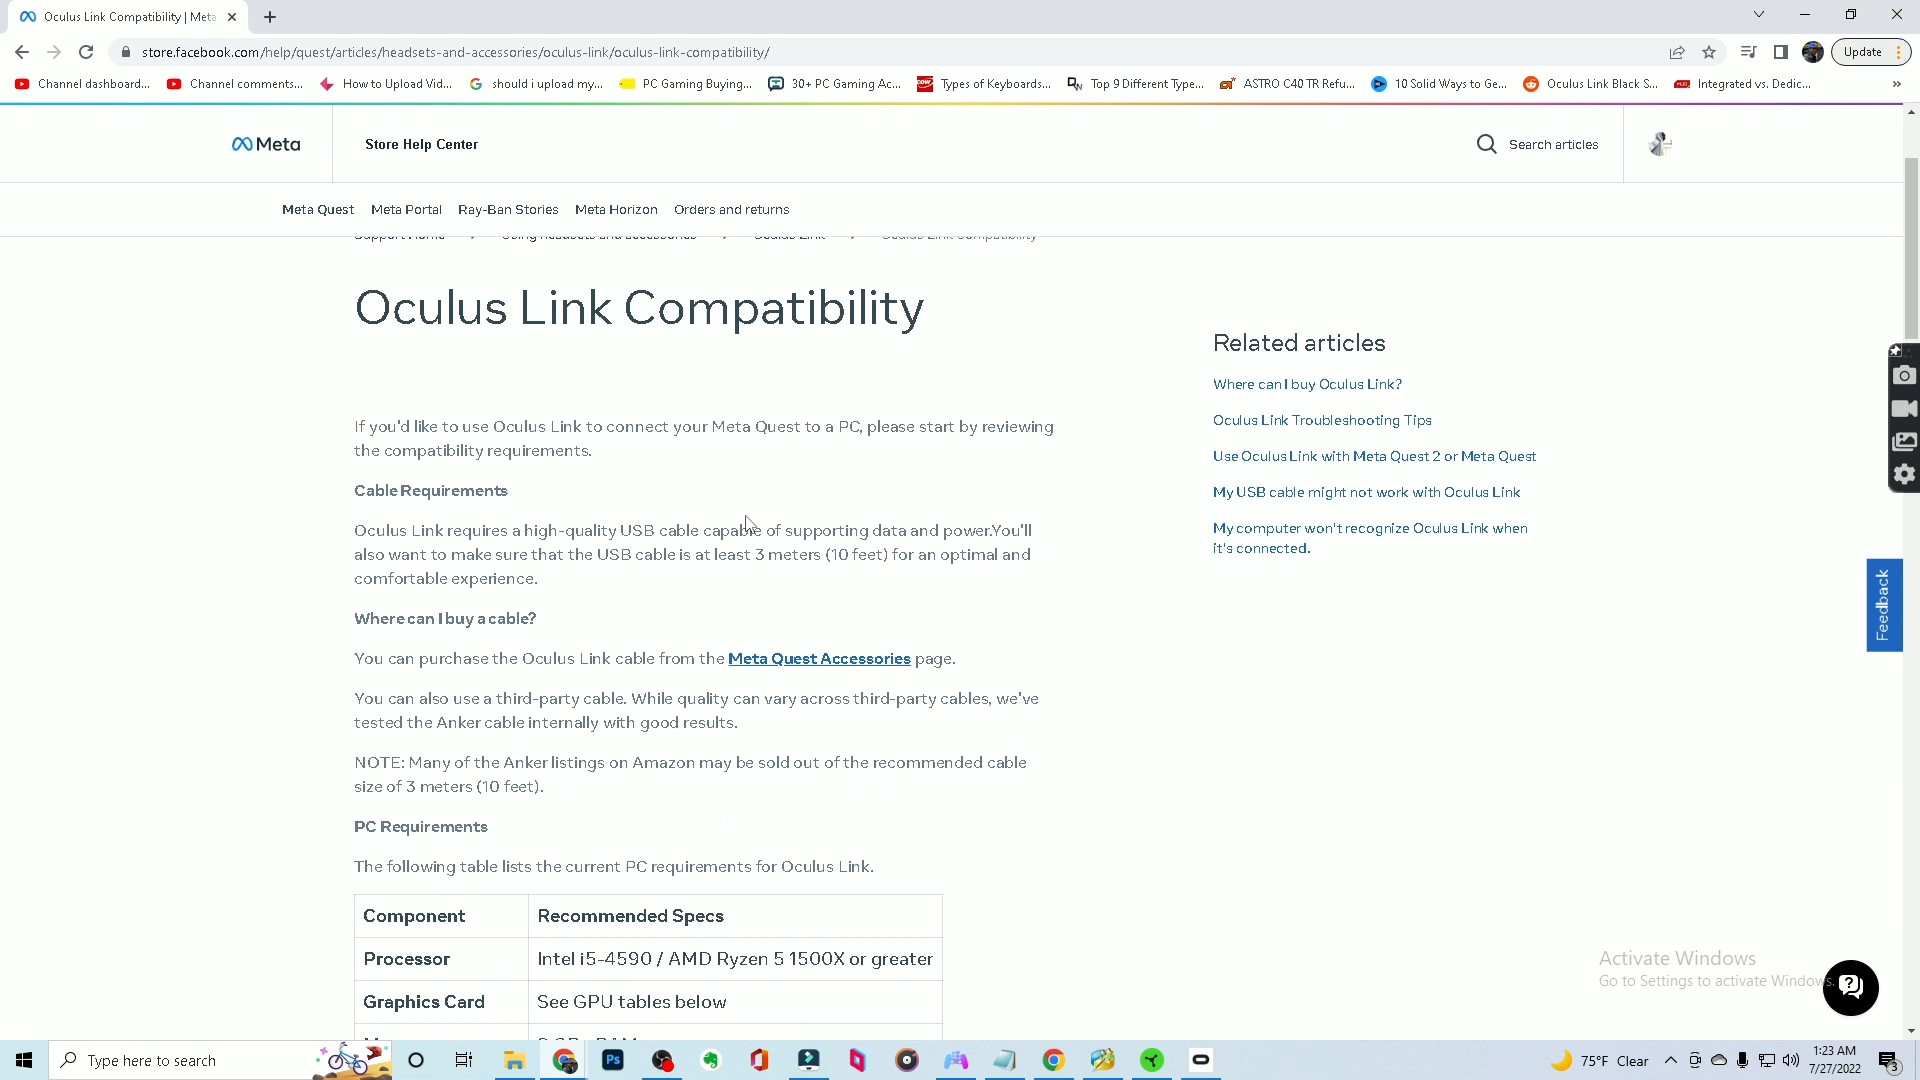 Oculus Link Compatibility | Meta
store.facebook.com/help/quest/articles/headsets-and-accessories/oculus-link/oculus-link-compatibility/
Update
Channel dashboard...
Channel comments...
How to Upload Vid...
should i upload my...
PC Gaming Buying...
30+ PC Gaming Ac...
Types of Keyboards...
Top 9 Different Type...
ASTRO C40 TR Refu...
10 Solid Ways to Ge...
Oculus Link Black S...
Integrated vs. Dedic...
»
Meta
Store Help Center
Search articles
Meta Quest
Meta Portal
Ray-Ban Stories
Meta Horizon
Orders and returns
Support Home > Using headsets and accessories > Oculus Link > Oculus Link Compatibility
Oculus Link Compatibility
If you'd like to use Oculus Link to connect your Meta Quest to a PC, please start by reviewing
the compatibility requirements.
Cable Requirements
Oculus Link requires a high-quality USB cable capable of supporting data and power.You'll
also want to make sure that the USB cable is at least 3 meters (10 feet) for an optimal and
comfortable experience.
Where can I buy a cable?
You can purchase the Oculus Link cable from the Meta Quest Accessories page.
You can also use a third-party cable. While quality can vary across third-party cables, we've
tested the Anker cable internally with good results.
NOTE: Many of the Anker listings on Amazon may be sold out of the recommended cable
size of 3 meters (10 feet).
PC Requirements
The following table lists the current PC requirements for Oculus Link.
Component
Recommended Specs
Processor
Intel i5-4590 / AMD Ryzen 5 1500X or greater
Graphics Card
See GPU tables below
Related articles
Where can I buy Oculus Link?
Oculus Link Troubleshooting Tips
Use Oculus Link with Meta Quest 2 or Meta Quest
My USB cable might not work with Oculus Link
My computer won't recognize Oculus Link when
it's connected.
Feedback
Activate Windows
Go to Settings to activate Windows.
Type here to search
Ps
75°F Clear
1:23 AM
7/27/2022
3